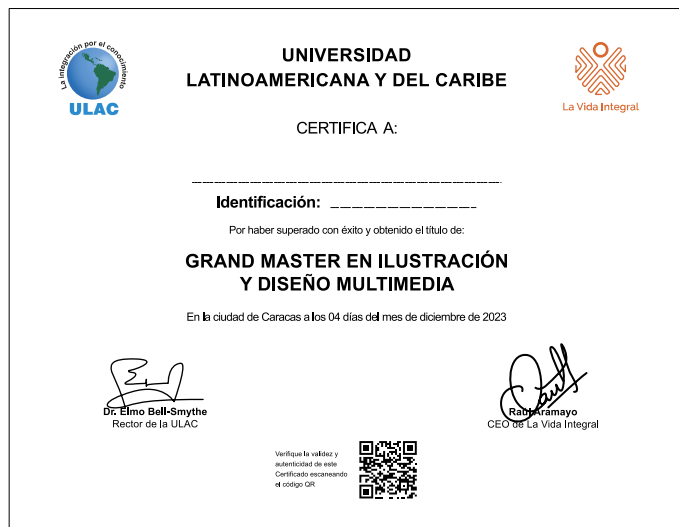 La integración por el conocimiento
ULAC
UNIVERSIDAD
LATINOAMERICANA Y DEL CARIBE
La Vida Integral
CERTIFICA A:
Identificación:
Por haber superado con éxito y obtenido el título de:
GRAND MASTER EN ILUSTRACIÓN
Y DISEÑO MULTIMEDIA
En la ciudad de Caracas a los 04 días del mes de diciembre de 2023
Dr. Elmo Bell-Smythe
Rector de la ULAC
Raul Aramayo
CEO de La Vida Integral
Verifique la validez y
autenticidad de este
Certificado escaneando
el código QR